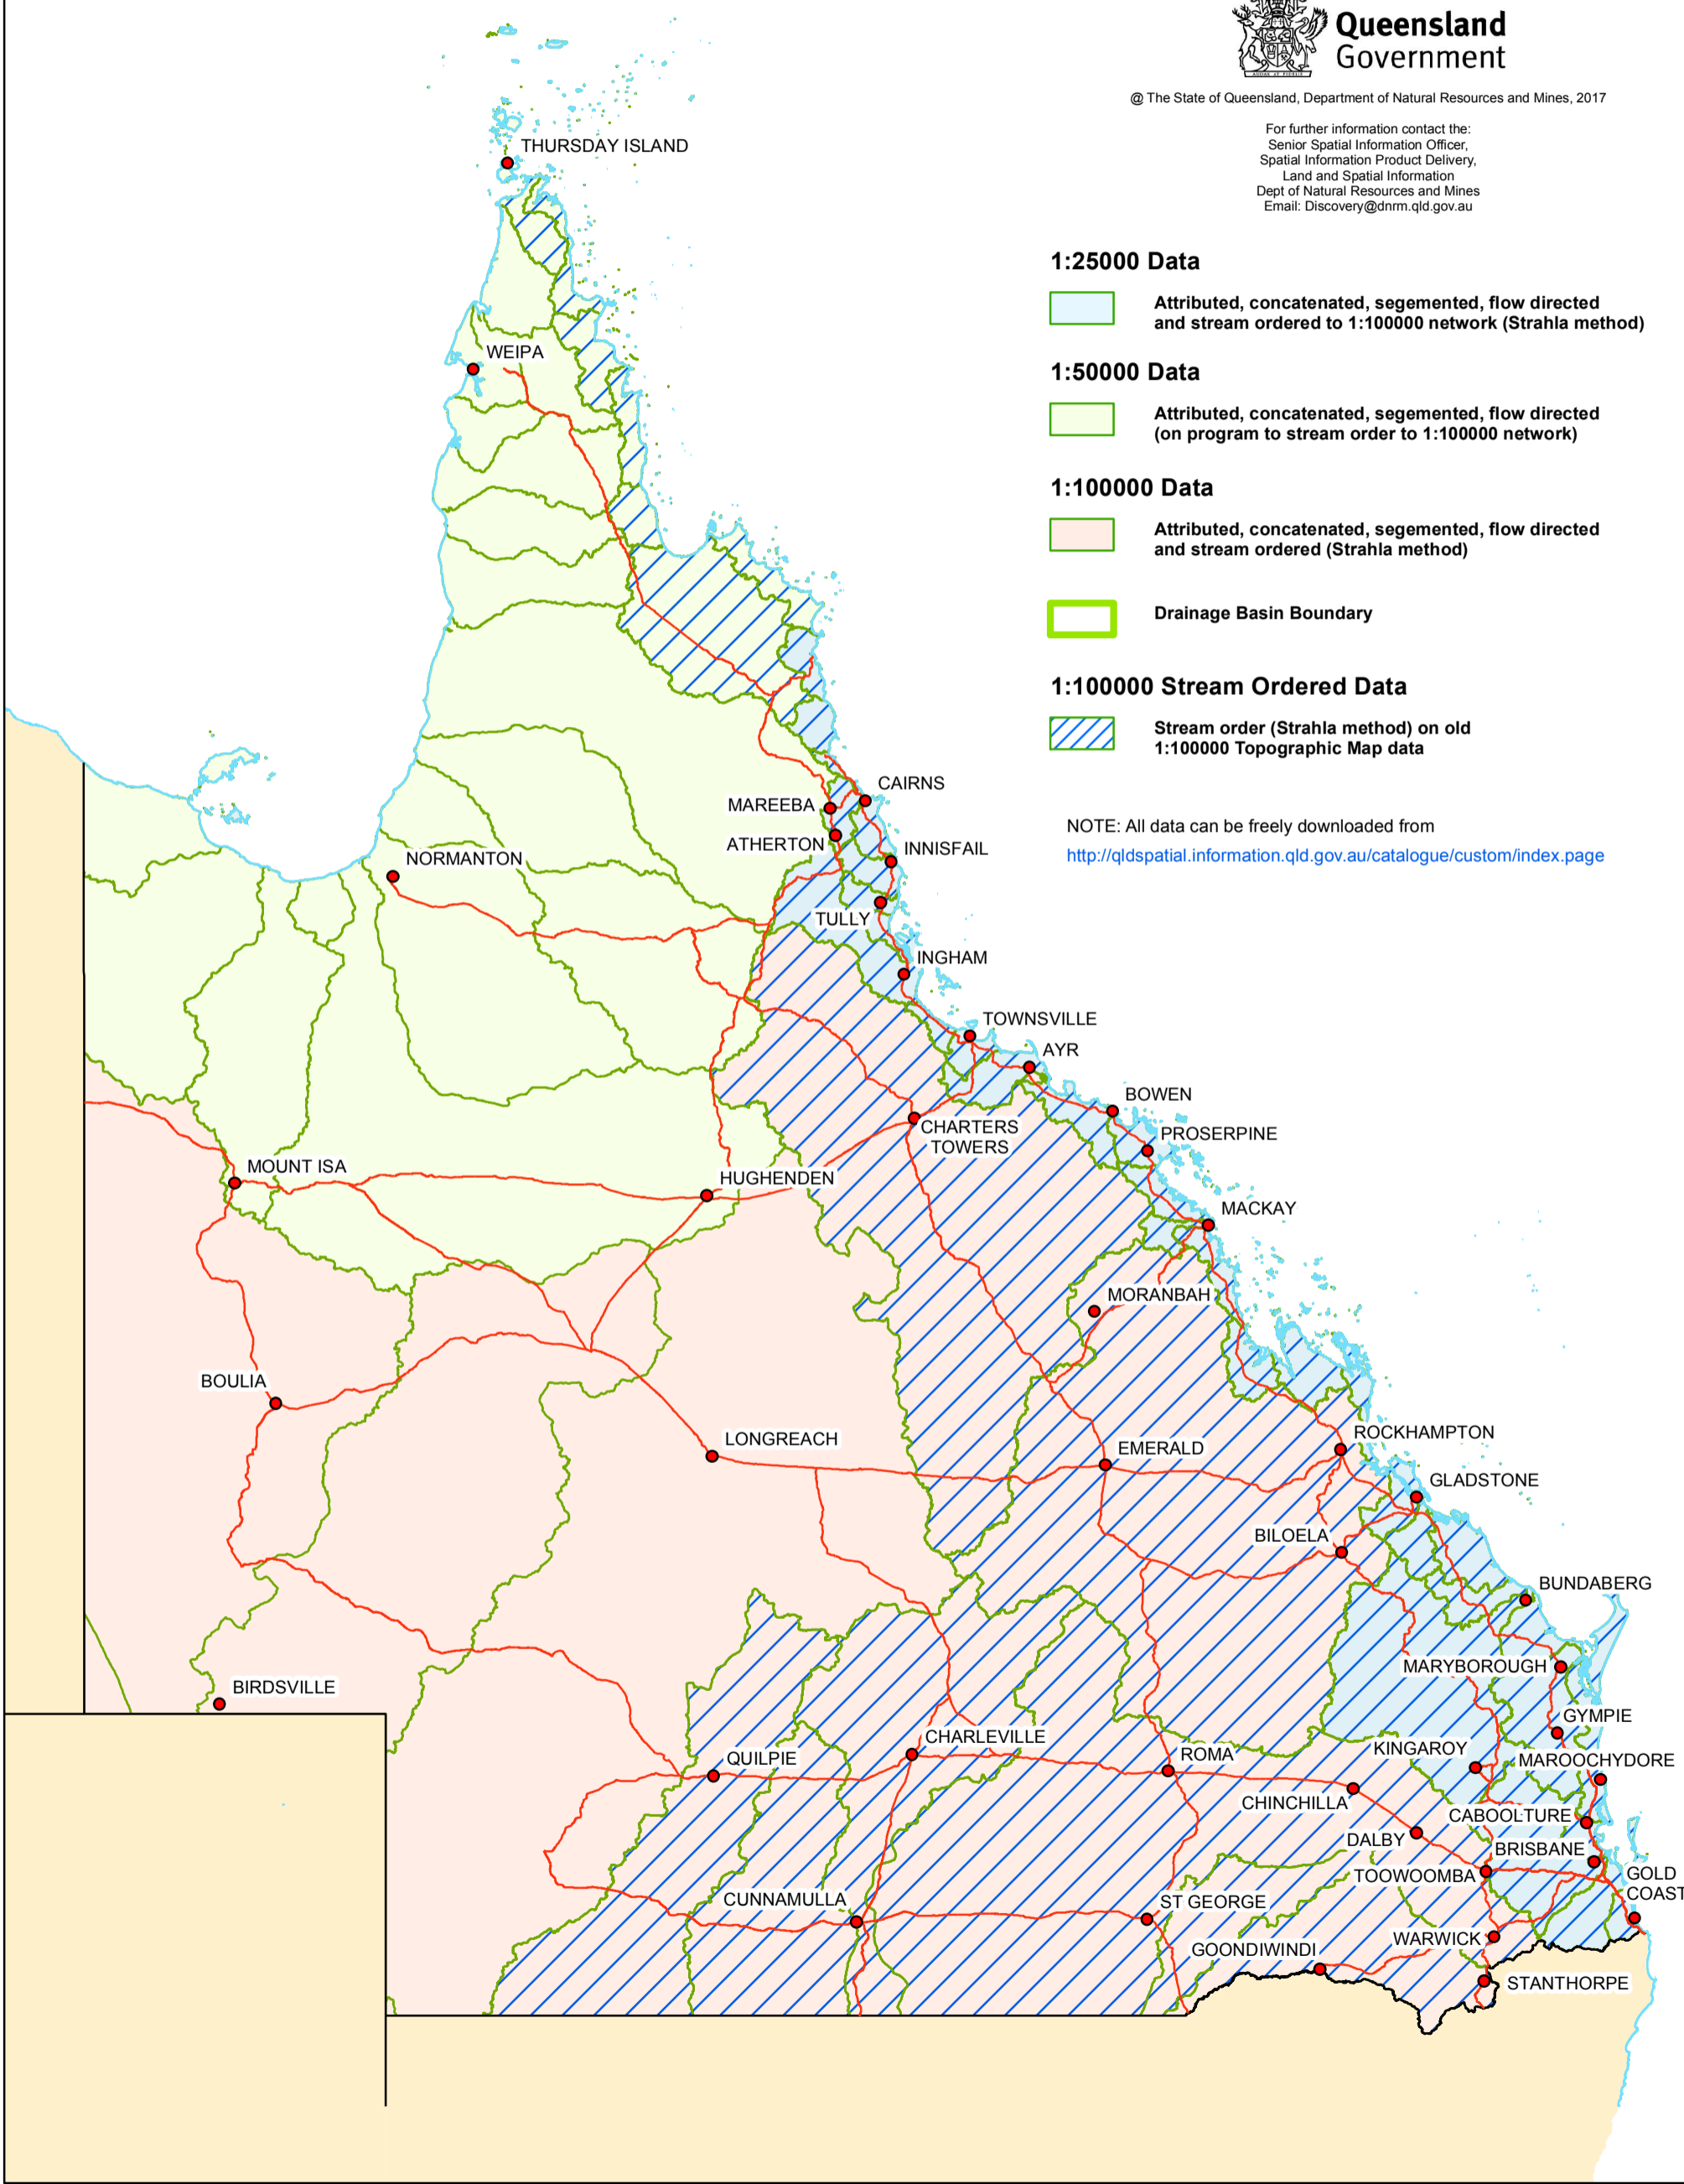 Queensland
Government
AUDAX AT FIDELIS
@ The State of Queensland, Department of Natural Resources and Mines, 2017
For further information contact the:
Senior Spatial Information Officer,
Spatial Information Product Delivery,
Land and Spatial Information
Dept of Natural Resources and Mines
Email: Discovery@dnrm.qld.gov.au
1:25000 Data
Attributed, concatenated, segemented, flow directed
and stream ordered to 1:100000 network (Strahla method)
1:50000 Data
Attributed, concatenated, segemented, flow directed
(on program to stream order to 1:100000 network)
1:100000 Data
Attributed, concatenated, segemented, flow directed
and stream ordered (Strahla method)
Drainage Basin Boundary
1:100000 Stream Ordered Data
Stream order (Strahla method) on old
1:100000 Topographic Map data
NOTE: All data can be freely downloaded from
http://qldspatial.information.qld.gov.au/catalogue/custom/index.page
THURSDAY ISLAND
WEIPA
CAIRNS
MAREEBA
ATHERTON
INNISFAIL
NORMANTON
TULLY
INGHAM
TOWNSVILLE
AYR
BOWEN
CHARTERS
TOWERS
PROSERPINE
MOUNT ISA
HUGHENDEN
MACKAY
MORANBAH
BOULIA
LONGREACH
EMERALD
ROCKHAMPTON
GLADSTONE
BILOELA
BUNDABERG
MARYBOROUGH
BIRDSVILLE
GYMPIE
CHARLEVILLE
QUILPIE
ROMA
KINGAROY
MAROOCHYDORE
CHINCHILLA
CABOOLTURE
DALBY
BRISBANE
TOOWOOMBA
GOLD
COAST
CUNNAMULLA
ST GEORGE
WARWICK
GOONDIWINDI
STANTHORPE